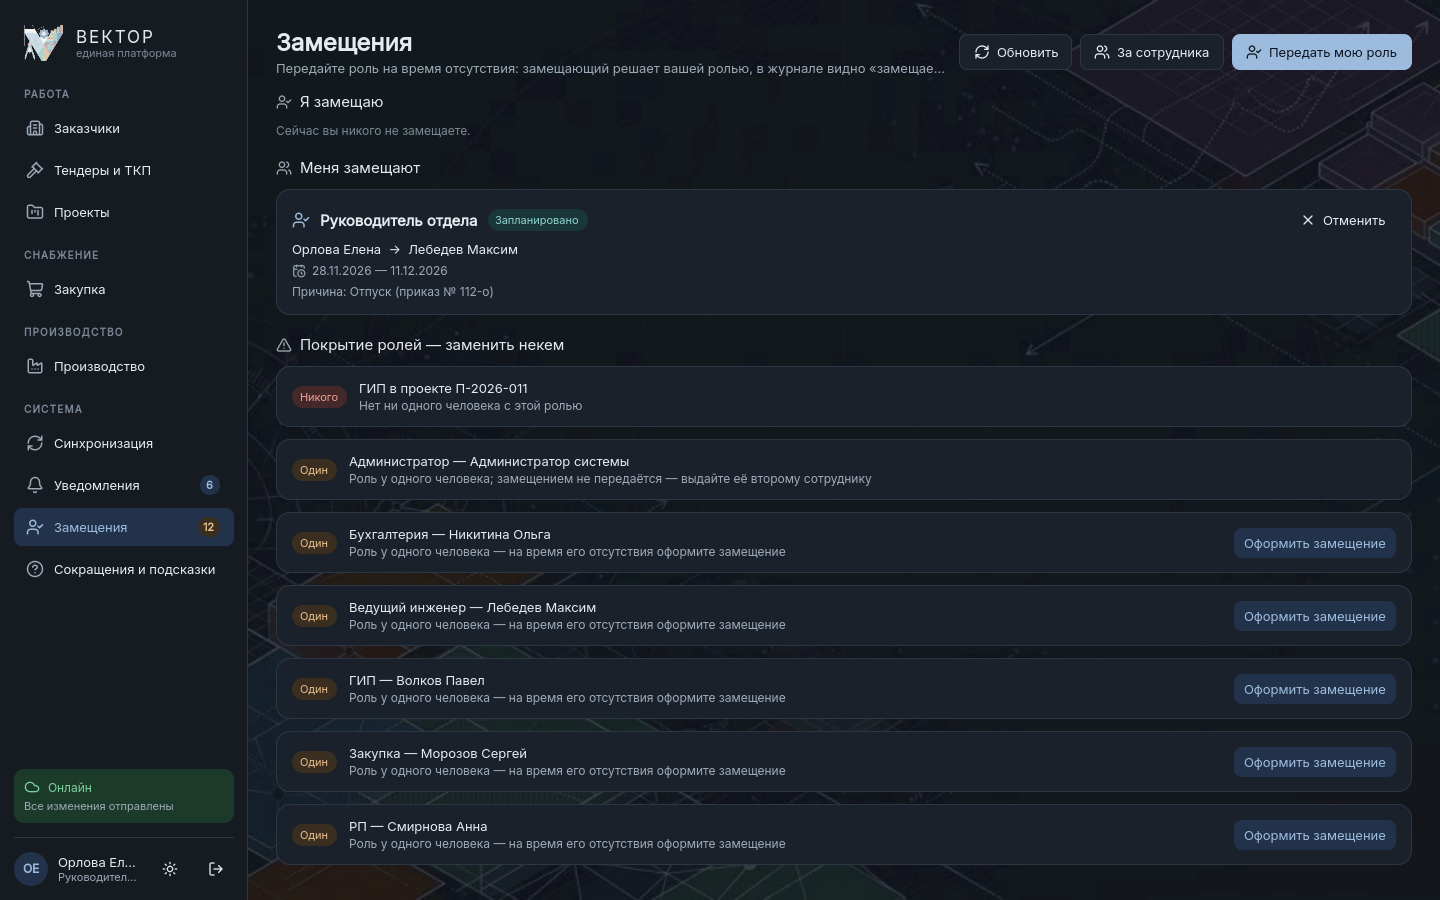 ВЕКТОР
единая платформа
РАБОТА
Заказчики
Тендеры и ТКП
Проекты
СНАБЖЕНИЕ
Закупка
ПРОИЗВОДСТВО
Производство
СИСТЕМА
Синхронизация
Уведомления 6
Замещения 12
Сокращения и подсказки
Онлайн
Все изменения отправлены
ОЕ
Орлова Ел...
Руководител...
Замещения
Передайте роль на время отсутствия: замещающий решает вашей ролью, в журнале видно «замещае...
Обновить
За сотрудника
Передать мою роль
Я замещаю
Сейчас вы никого не замещаете.
Меня замещают
Руководитель отдела Запланировано
Отменить
Орлова Елена → Лебедев Максим
28.11.2026 — 11.12.2026
Причина: Отпуск (приказ № 112-о)
Покрытие ролей — заменить некем
Никого
ГИП в проекте П-2026-011
Нет ни одного человека с этой ролью
Один
Администратор — Администратор системы
Роль у одного человека; замещением не передаётся — выдайте её второму сотруднику
Один
Бухгалтерия — Никитина Ольга
Роль у одного человека — на время его отсутствия оформите замещение
Оформить замещение
Один
Ведущий инженер — Лебедев Максим
Роль у одного человека — на время его отсутствия оформите замещение
Оформить замещение
Один
ГИП — Волков Павел
Роль у одного человека — на время его отсутствия оформите замещение
Оформить замещение
Один
Закупка — Морозов Сергей
Роль у одного человека — на время его отсутствия оформите замещение
Оформить замещение
Один
РП — Смирнова Анна
Роль у одного человека — на время его отсутствия оформите замещение
Оформить замещение